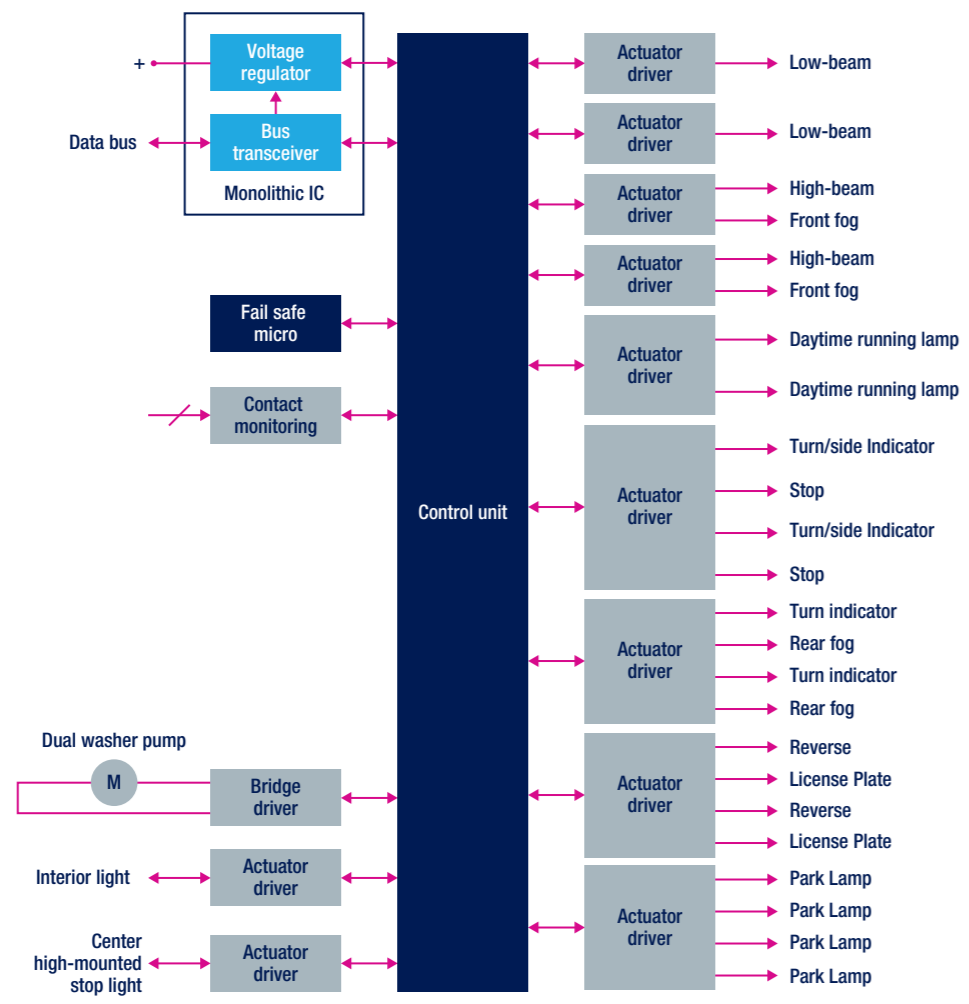 Voltage
regulator
+
Bus
transceiver
Data bus
Monolithic IC
Fail safe
micro
Contact
monitoring
Dual washer pump
M
Bridge
driver
Interior light
Actuator
driver
Center
high-mounted
stop light
Actuator
driver
Control unit
Actuator
driver
Low-beam
Actuator
driver
Low-beam
Actuator
driver
High-beam
Front fog
Actuator
driver
High-beam
Front fog
Actuator
driver
Daytime running lamp
Daytime running lamp
Actuator
driver
Turn/side Indicator
Stop
Turn/side Indicator
Stop
Actuator
driver
Turn indicator
Rear fog
Turn indicator
Rear fog
Actuator
driver
Reverse
License Plate
Reverse
License Plate
Actuator
driver
Park Lamp
Park Lamp
Park Lamp
Park Lamp